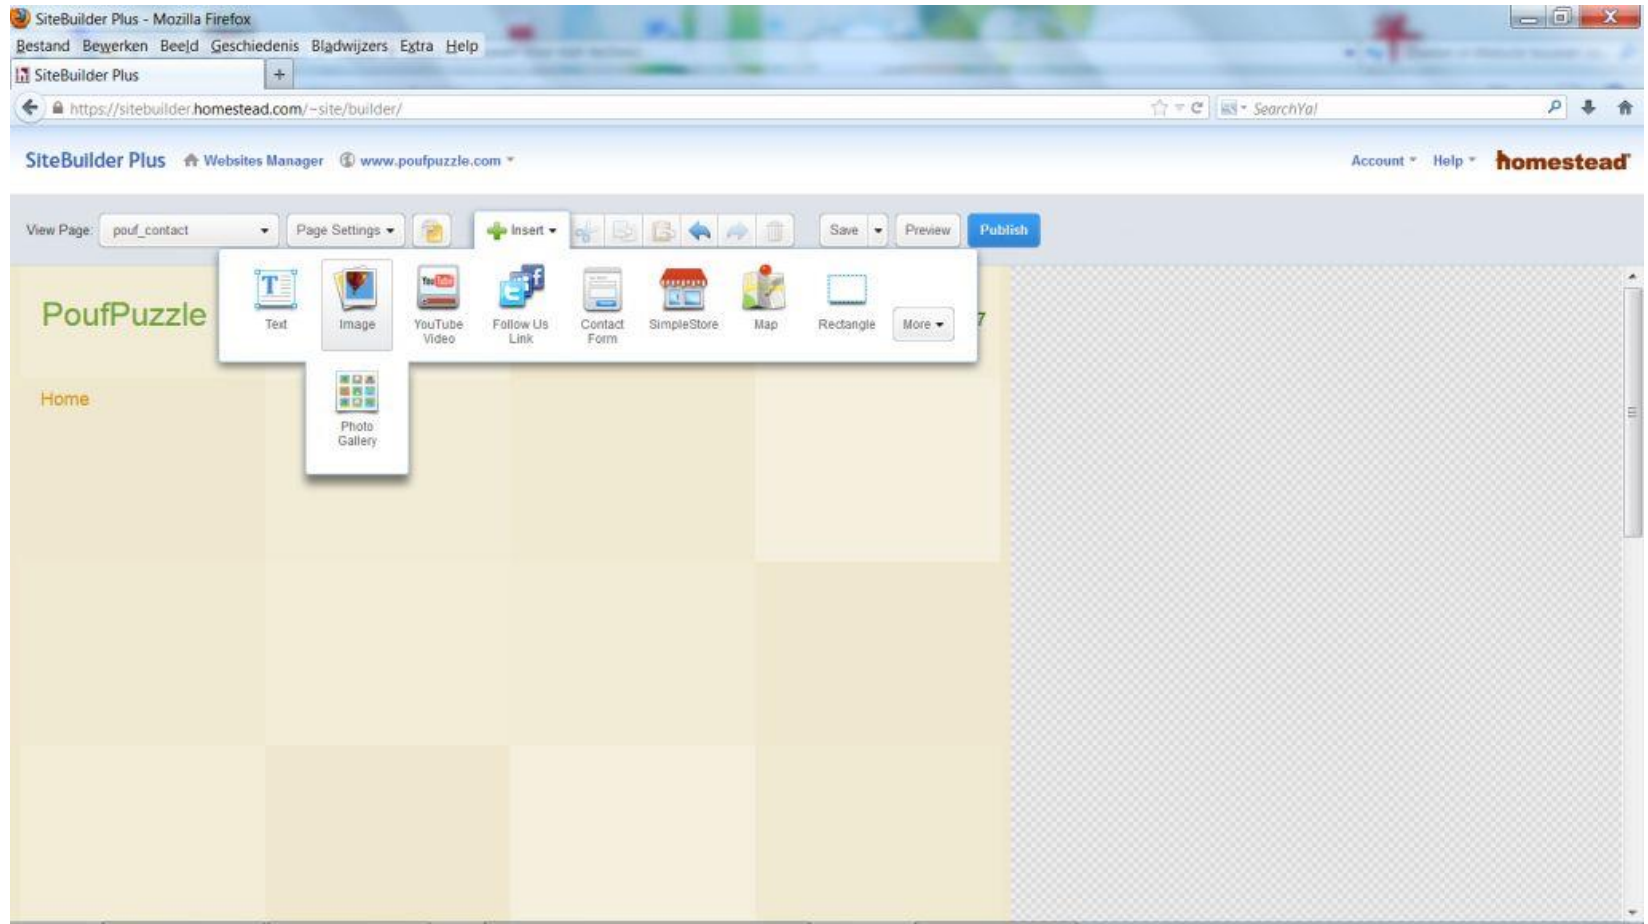 SiteBuilder Plus - Mozilla Firefox
Bestand Bewerken Beeld Geschiedenis Bladwijzers Extra Help
SiteBuilder Plus +
https://sitebuilder.homestead.com/~site/builder/ SearchYa!
SiteBuilder Plus Websites Manager www.poufpuzzle.com Account Help homestead
View Page: pouf_contact Page Settings Insert Save Preview Publish
PoufPuzzle 7
Text Image YouTube Video Follow Us Link Contact Form SimpleStore Map Rectangle More
Home
Photo
Gallery